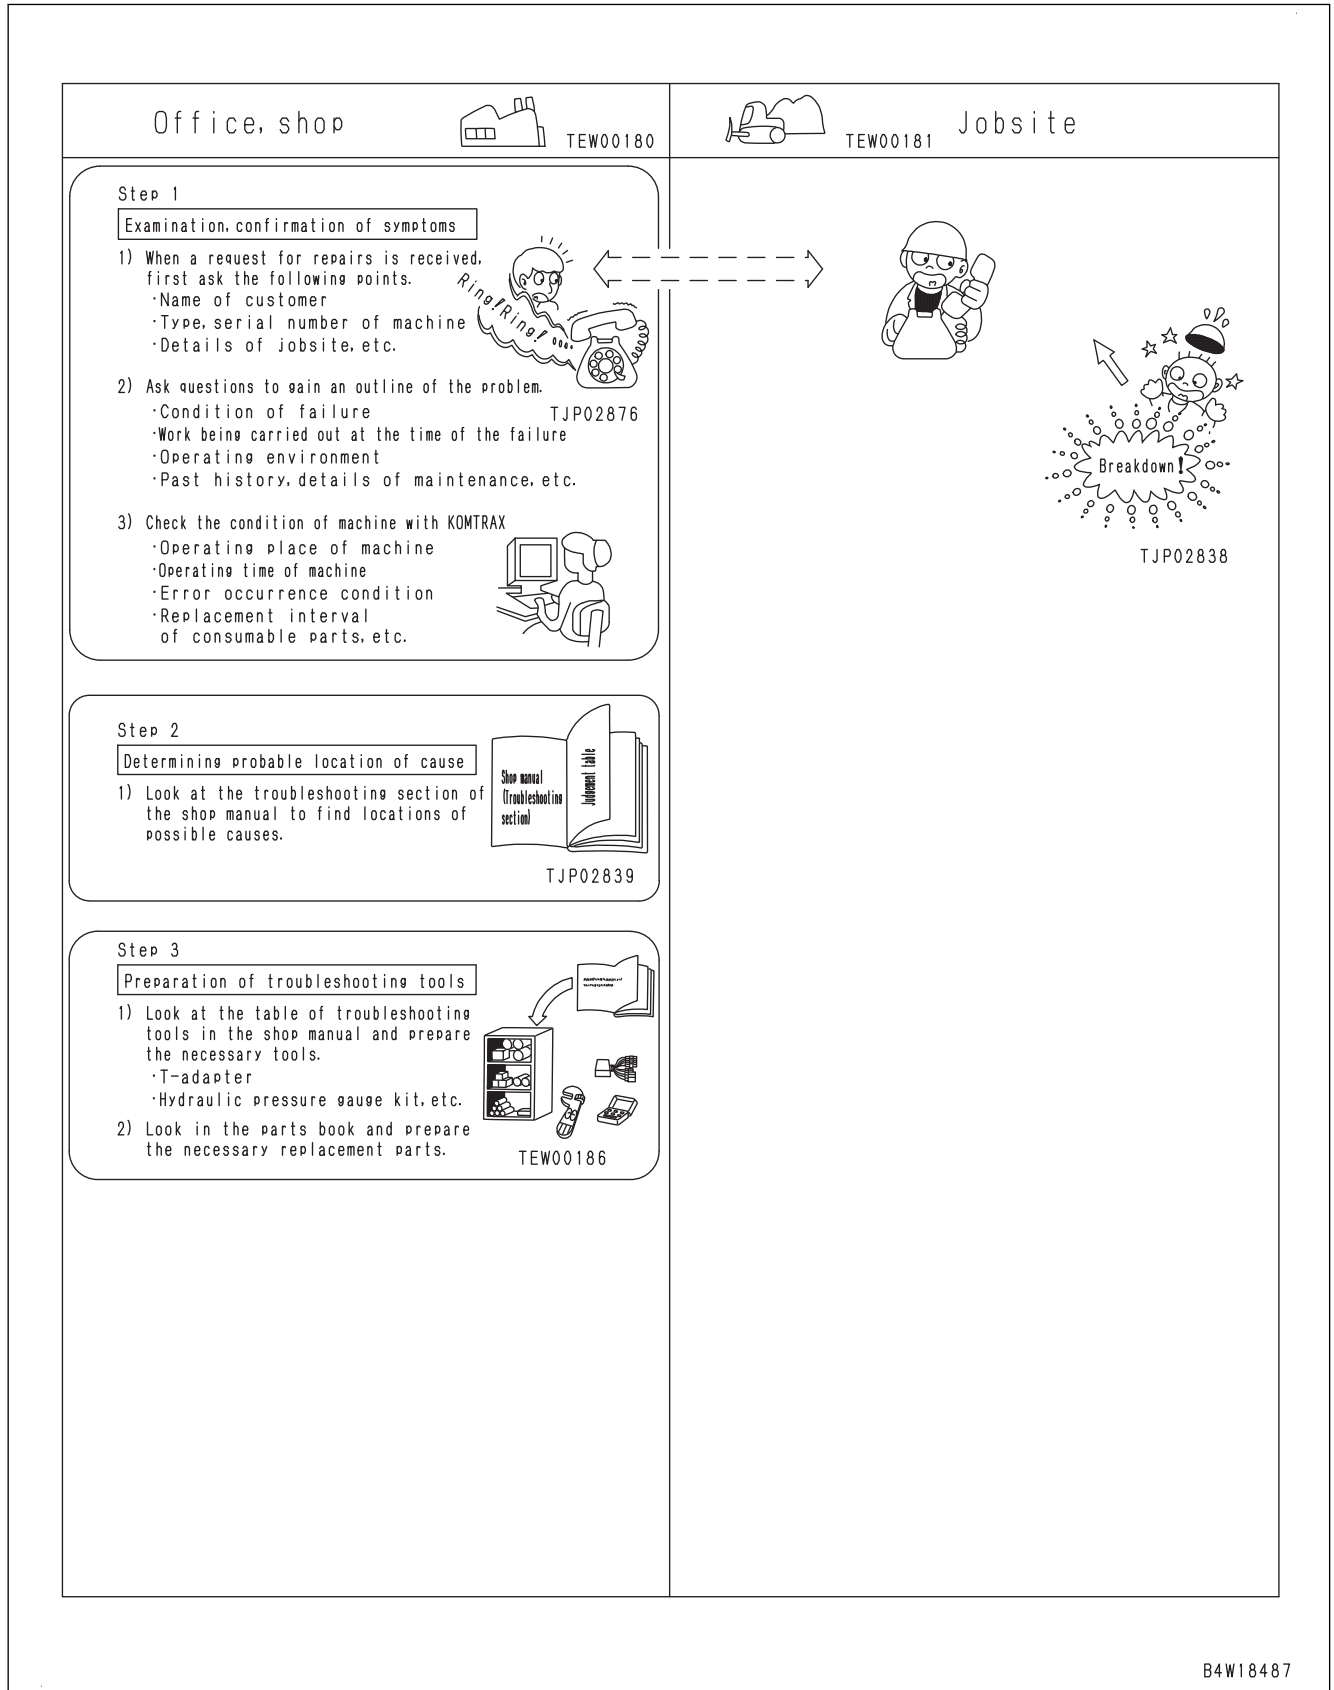 Office, shop
TEW00180
TEW00181
Jobsite
Step 1
Examination, confirmation of symptoms
1) When a request for repairs is received,
first ask the following points.
·Name of customer
·Type, serial number of machine
·Details of jobsite, etc.
Ring! Ring!
2) Ask questions to gain an outline of the problem.
TJP02876
·Condition of failure
·Work being carried out at the time of the failure
·Operating environment
·Past history, details of maintenance, etc.
3) Check the condition of machine with KOMTRAX
·Operating place of machine
·Operating time of machine
·Error occurrence condition
·Replacement interval
of consumable parts, etc.
Breakdown!
TJP02838
Step 2
Determining probable location of cause
1) Look at the troubleshooting section of
the shop manual to find locations of
possible causes.
Shop manual
(Troubleshooting
section)
Judgement table
TJP02839
Step 3
Preparation of troubleshooting tools
1) Look at the table of troubleshooting
tools in the shop manual and prepare
the necessary tools.
·T-adapter
·Hydraulic pressure gauge kit, etc.
2) Look in the parts book and prepare
the necessary replacement parts.
TEW00186
B4W18487